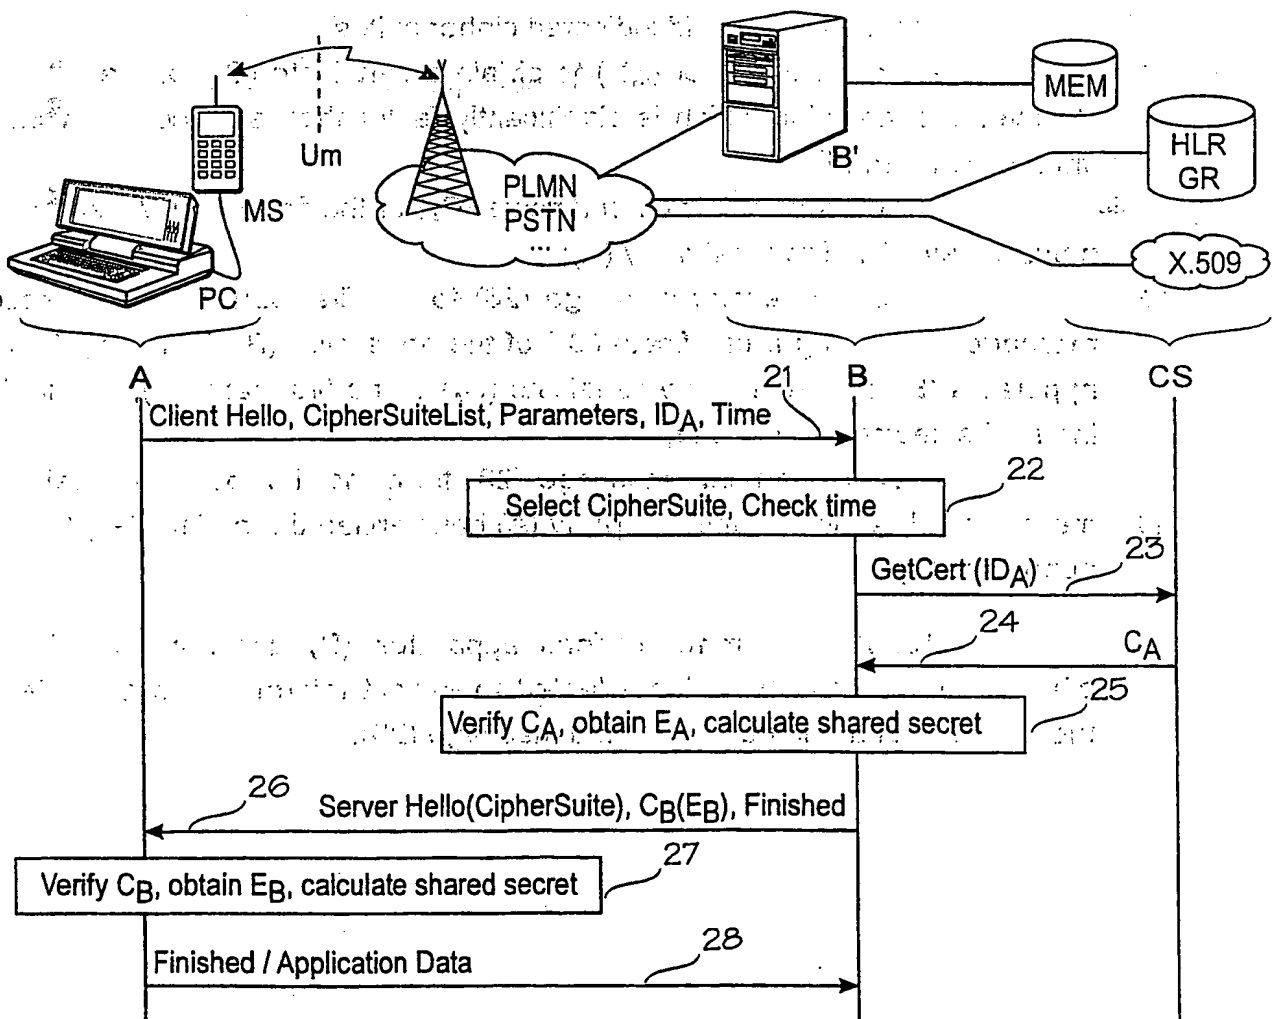 MEM
Um
B'
HLR
GR
MS
PLMN
PSTN
...
PC
X.509
A
B
CS
21
Client Hello, CipherSuiteList, Parameters, IDA, Time
22
Select CipherSuite, Check time
23
GetCert (IDA)
24
CA
25
Verify CA, obtain EA, calculate shared secret
26
Server Hello(CipherSuite), CB(EB), Finished
27
Verify CB, obtain EB, calculate shared secret
28
Finished / Application Data